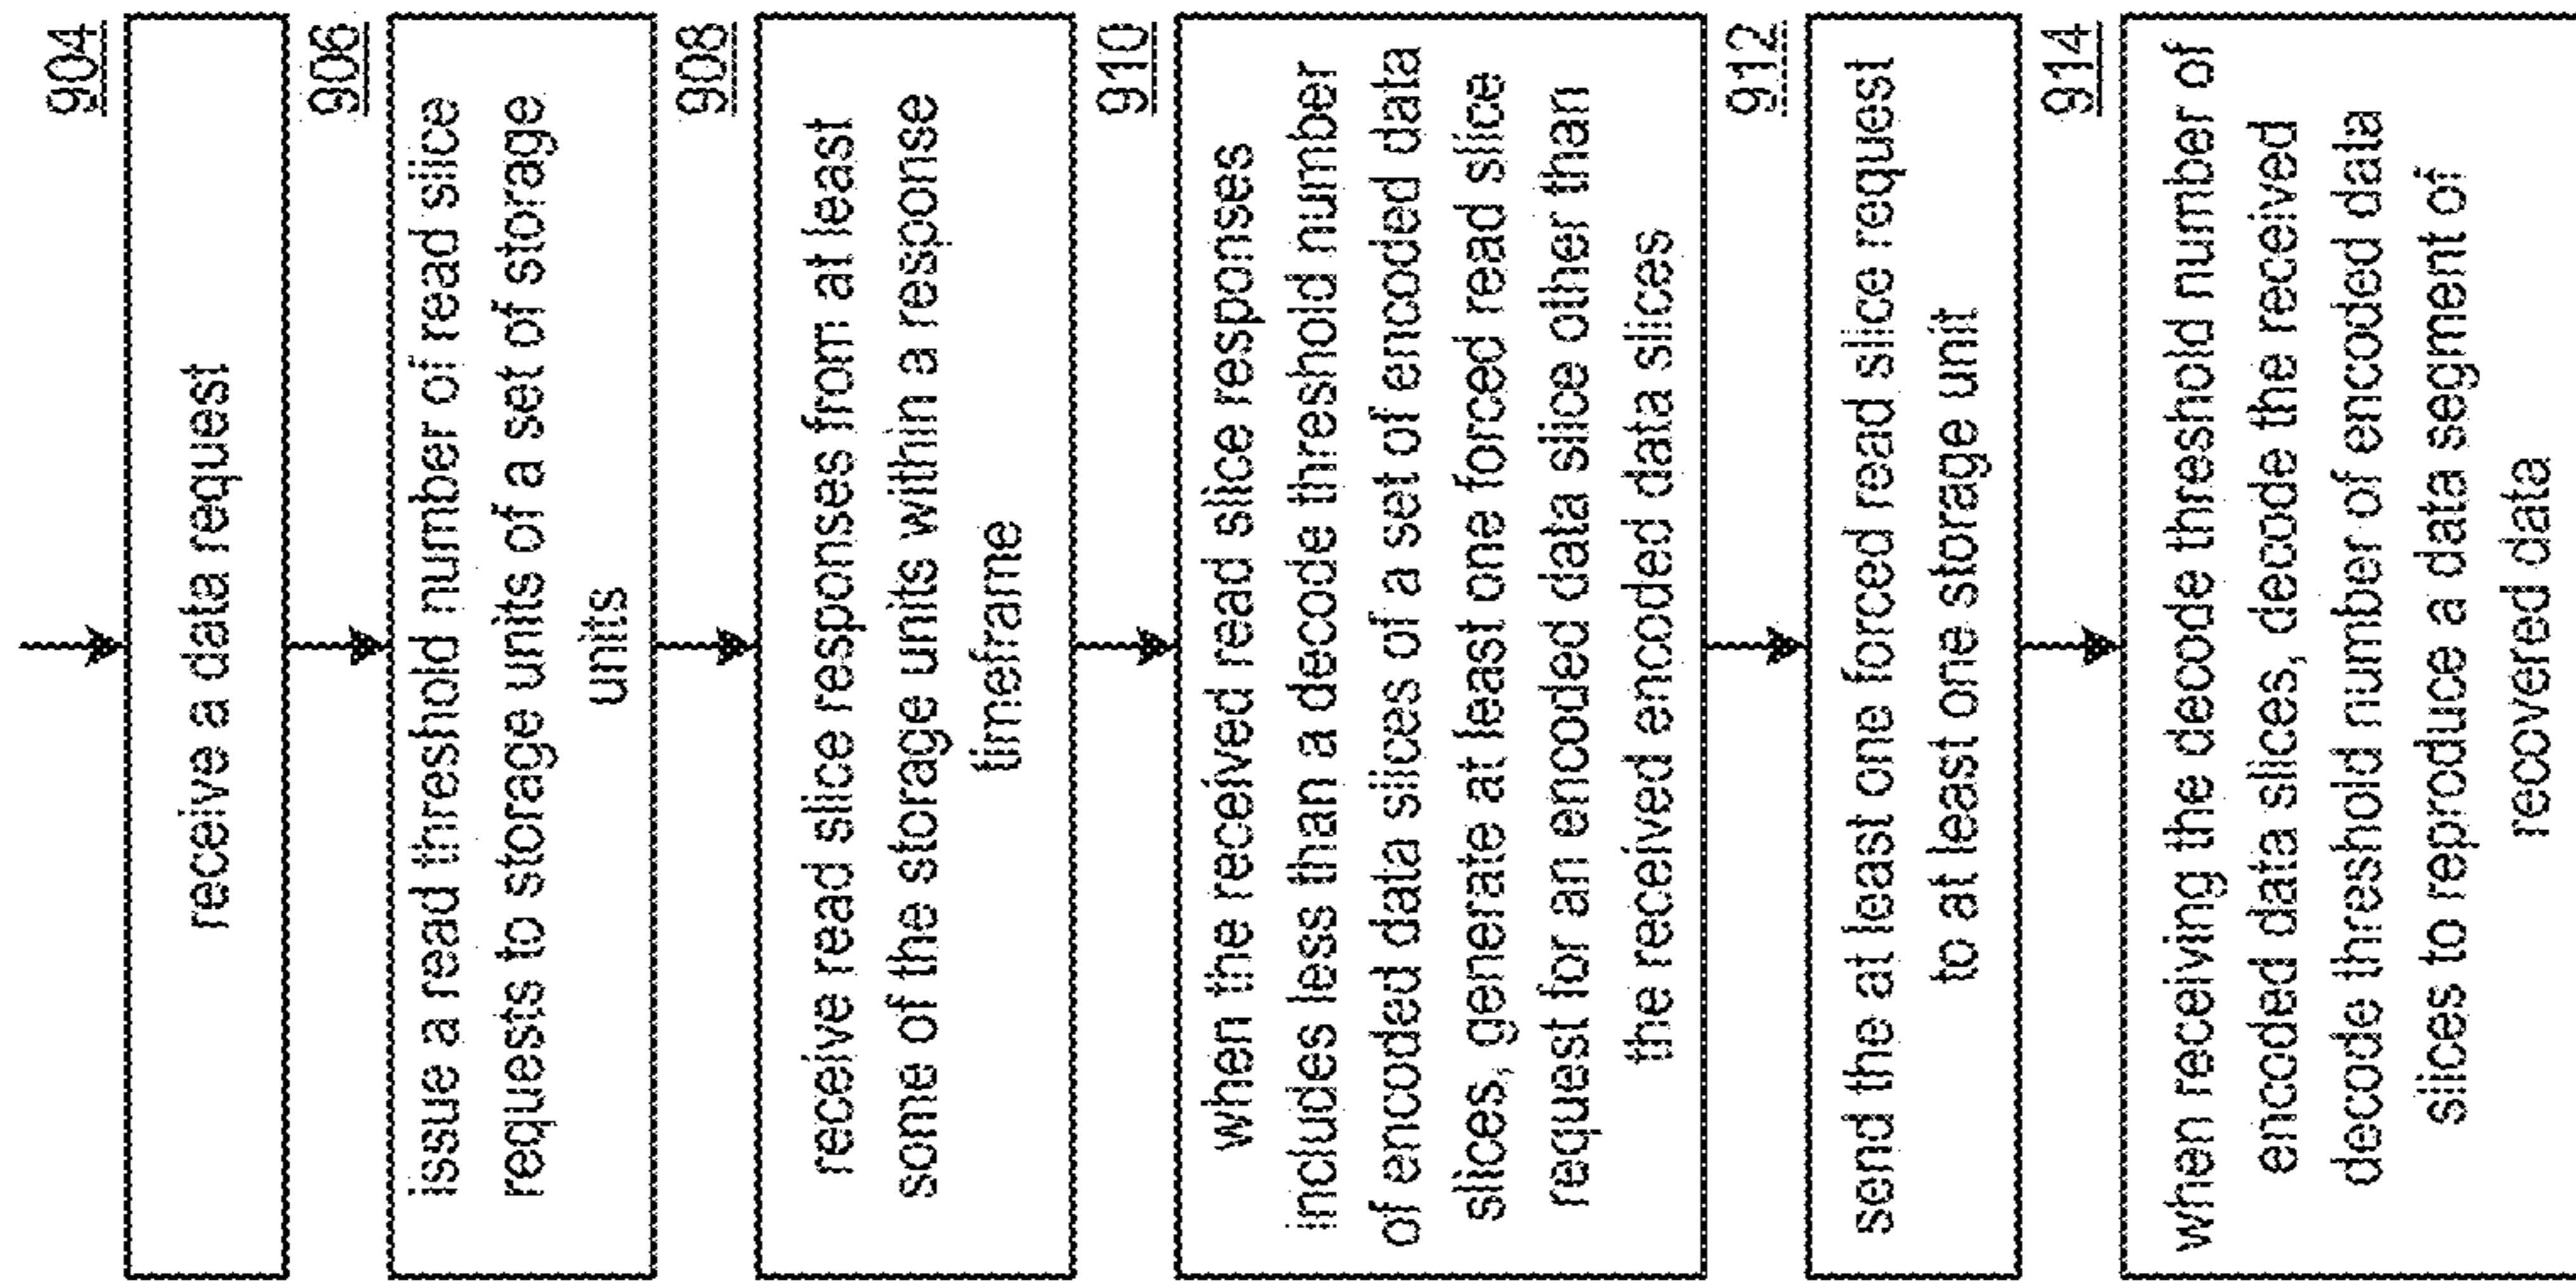 904
receive a data request
906
issue a read threshold number of read slice
requests to storage units of a set of storage
units
908
receive read slice responses from at least
some of the storage units within a response
timeframe
910
when the received read slice responses
includes less than a decode threshold number
of encoded data slices of a set of encoded data
slices, generate at least one forced read slice
request for an encoded data slice other than
the received encoded data slices
912
send the at least one forced read slice request
to at least one storage unit
914
when receiving the decode threshold number of
encoded data slices, decode the received
decode threshold number of encoded data
slices to reproduce a data segment of
recovered data